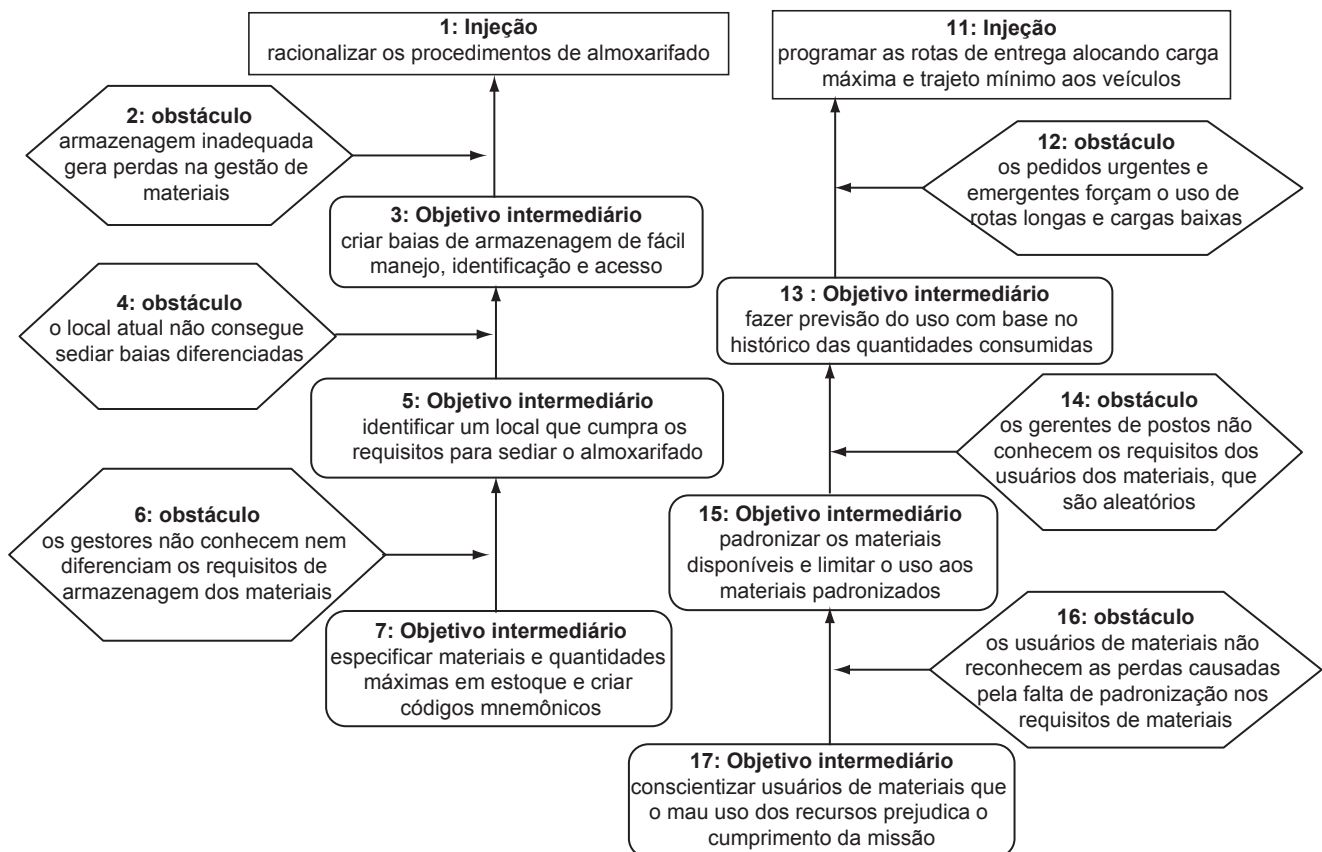 1: Injeção
racionalizar os procedimentos de almoxarifado
2: obstáculo
armazenagem inadequada
gera perdas na gestão de
materiais
3: Objetivo intermediário
criar baias de armazenagem de fácil
manejo, identificação e acesso
4: obstáculo
o local atual não consegue
sediar baias diferenciadas
5: Objetivo intermediário
identificar um local que cumpra os
requisitos para sediar o almoxarifado
6: obstáculo
os gestores não conhecem nem
diferenciam os requisitos de
armazenagem dos materiais
7: Objetivo intermediário
especificar materiais e quantidades
máximas em estoque e criar
códigos mnemônicos
11: Injeção
programar as rotas de entrega alocando carga
máxima e trajeto mínimo aos veículos
12: obstáculo
os pedidos urgentes e
emergentes forçam o uso de
rotas longas e cargas baixas
13 : Objetivo intermediário
fazer previsão do uso com base no
histórico das quantidades consumidas
14: obstáculo
os gerentes de postos não
conhecem os requisitos dos
usuários dos materiais, que
são aleatórios
15: Objetivo intermediário
padronizar os materiais
disponíveis e limitar o uso aos
materiais padronizados
16: obstáculo
os usuários de materiais não
reconhecem as perdas causadas
pela falta de padronização nos
requisitos de materiais
17: Objetivo intermediário
conscientizar usuários de materiais que
o mau uso dos recursos prejudica o
cumprimento da missão